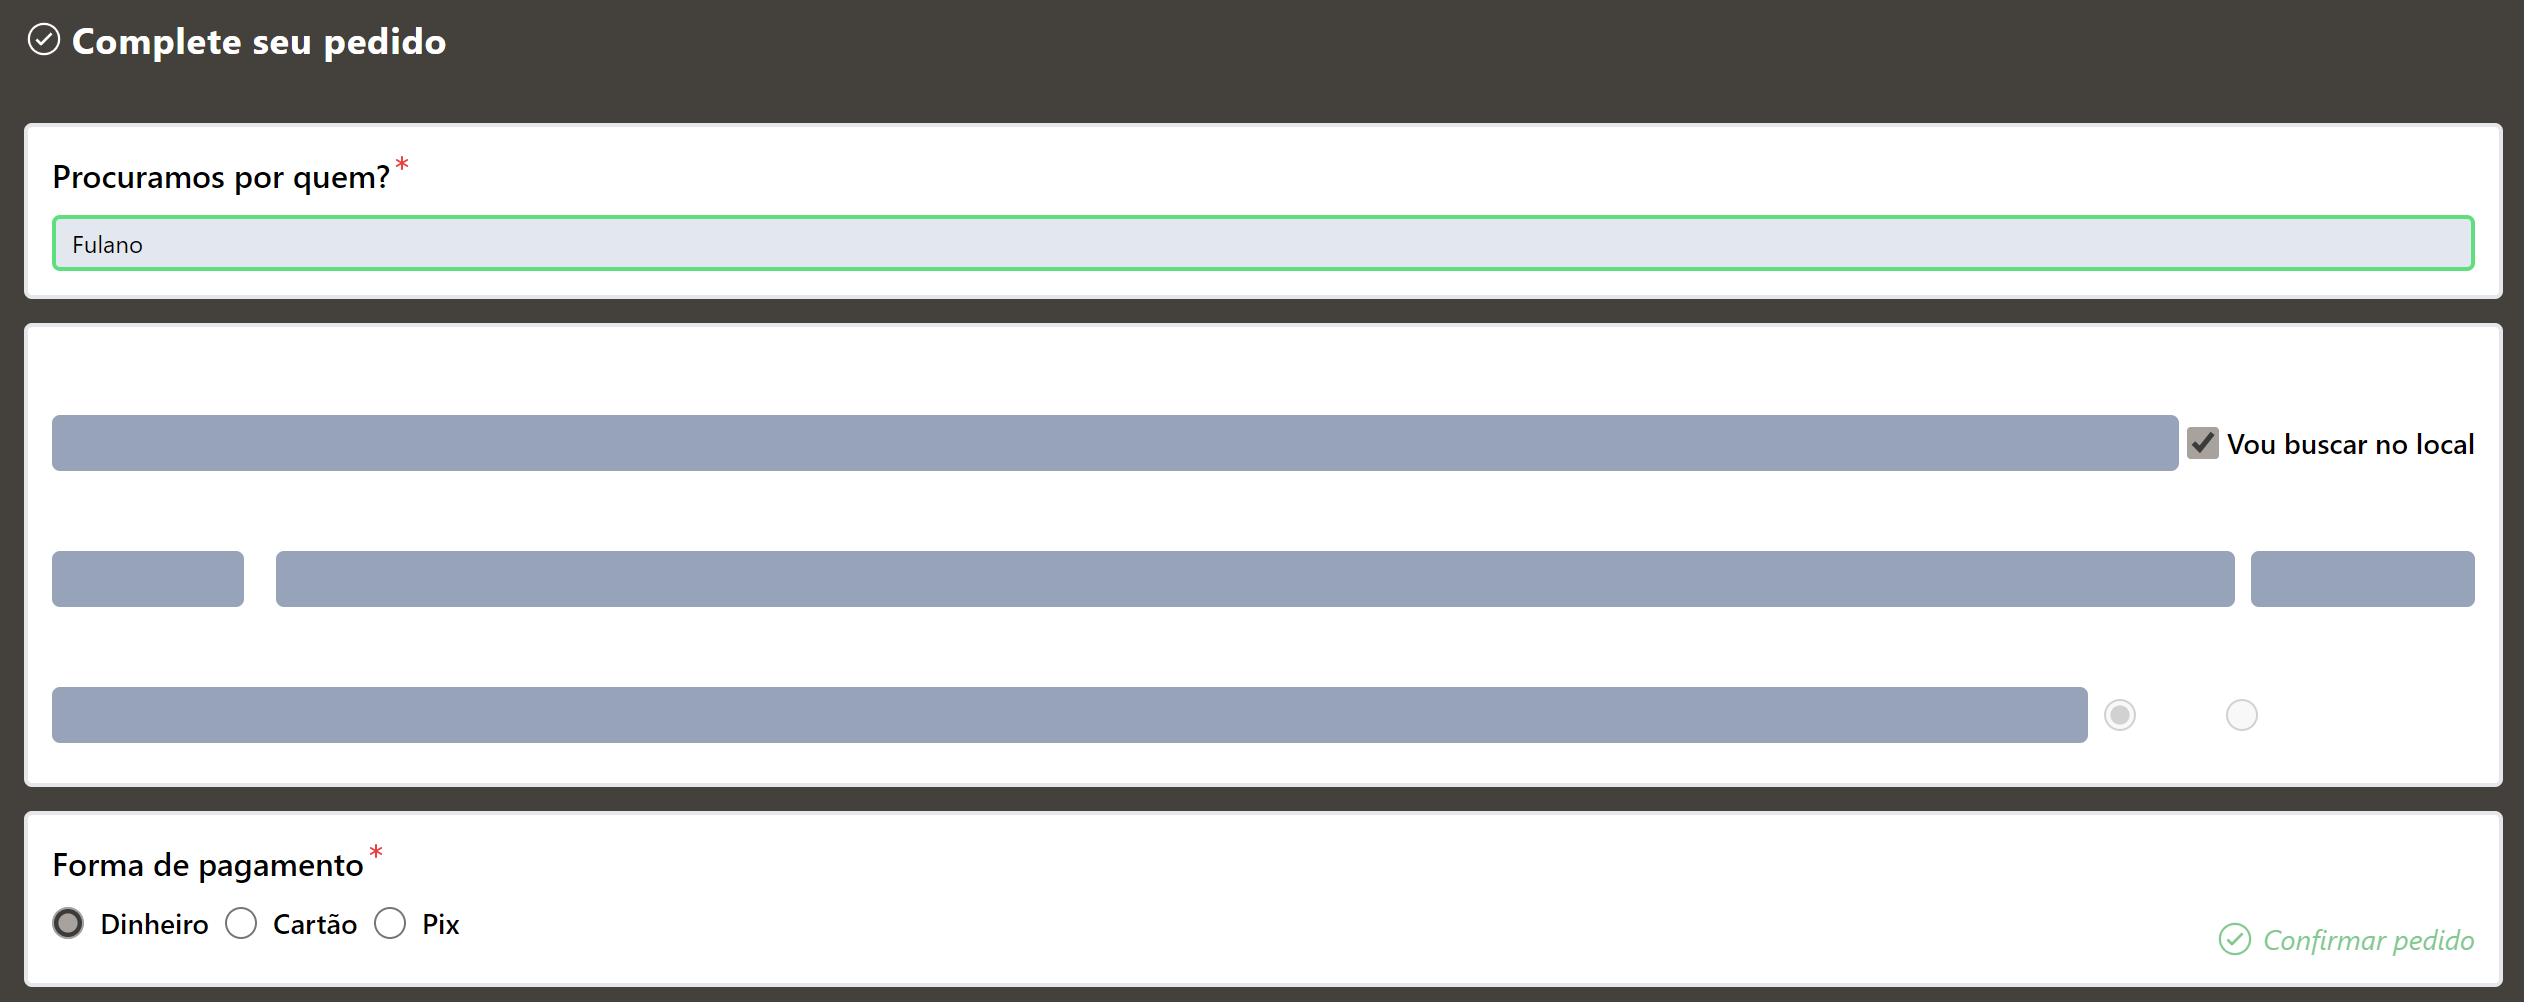 Complete seu pedido
Procuramos por quem?*
Fulano
Vou buscar no local
Forma de pagamento*
Dinheiro Cartão Pix
Confirmar pedido